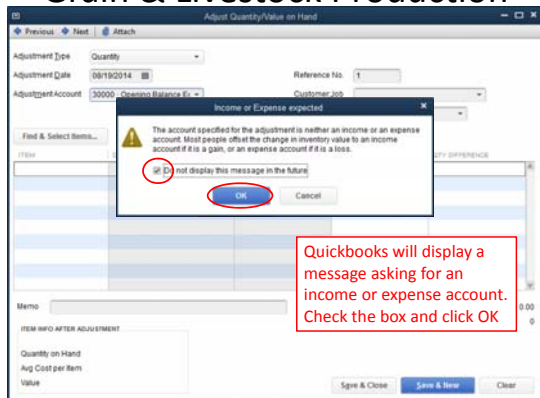 Grain & Livestock Production
Adjust Quantity/Value on Hand
Previous Next Attach
Adjustment Type Quantity
Adjustment Date 08/19/2014 Reference No. 1
Adjustment Account 30000 · Opening Balance Ec Customer:Job
Income or Expense expected
Find & Select Items...
The account specified for the adjustment is neither an income or an expense
account. Most people offset the change in inventory value to an income
account if it is a gain, or an expense account if it is a loss.
ITEM QTY DIFFERENCE
Do not display this message in the future
OK Cancel
Quickbooks will display a
message asking for an
income or expense account.
Check the box and click OK
Memo 0.00
0
ITEM INFO AFTER ADJUSTMENT
Quantity on Hand
Avg Cost per Item
Value
Save & Close Save & New Clear